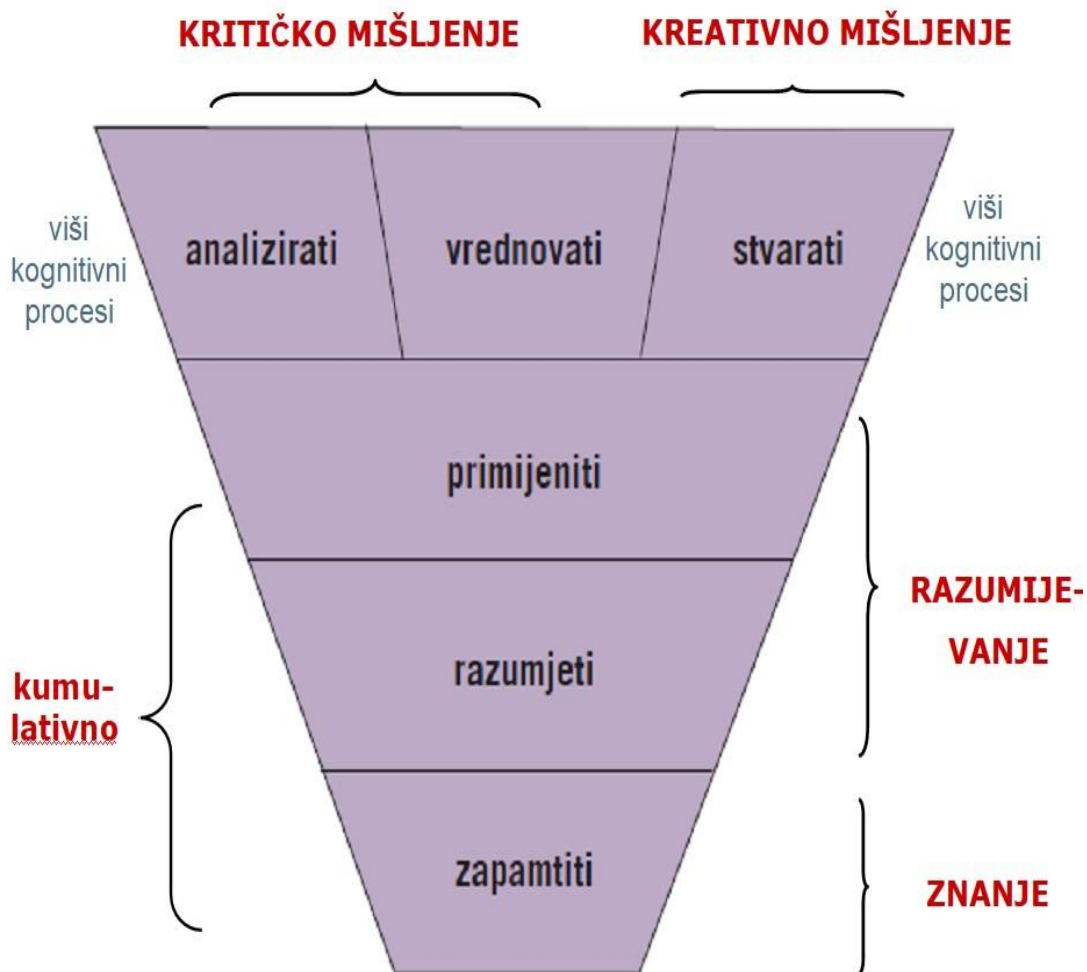 KRITIČKO MIŠLJENJE
KREATIVNO MIŠLJENJE
viši
kognitivni
procesi
analizirati
vrednovati
stvarati
viši
kognitivni
procesi
primijeniti
razumjeti
RAZUMIJE-
VANJE
kumu-
lativno
zapamtiti
ZNANJE